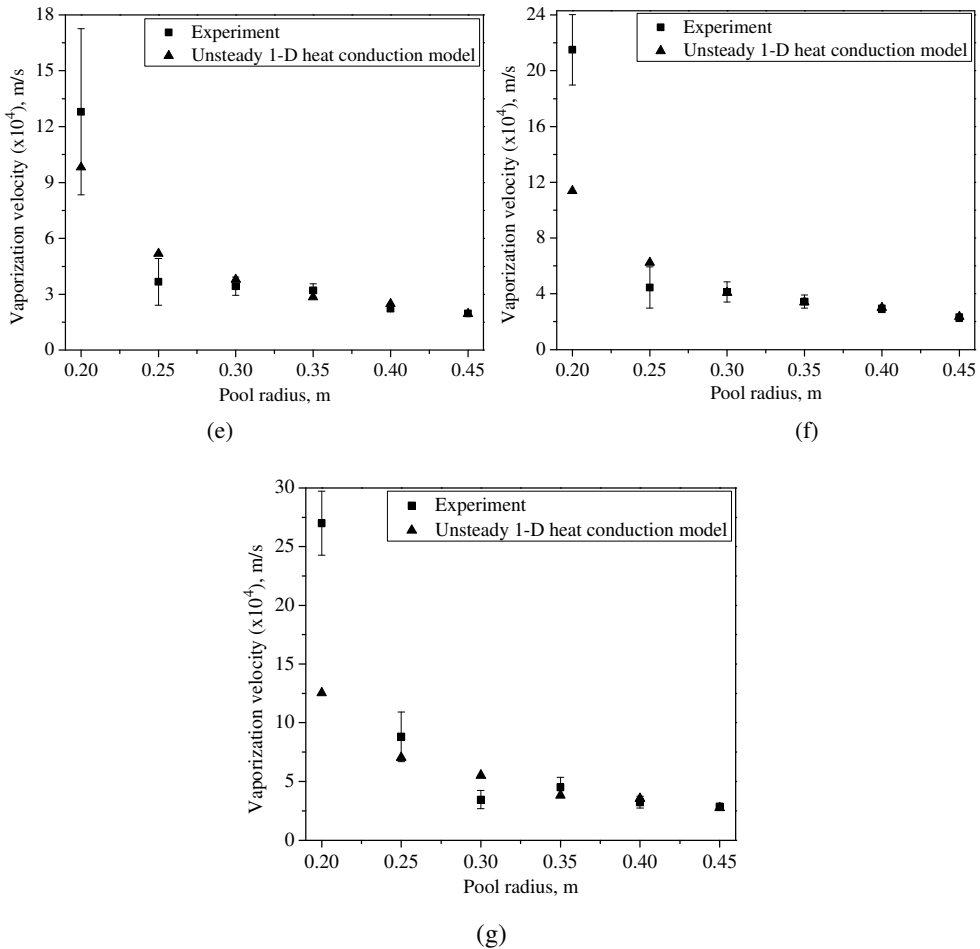 Experiment
Unsteady 1-D heat conduction model
Vaporization velocity (x10⁴), m/s
18
15
12
9
6
3
0
0.20 0.25 0.30 0.35 0.40 0.45
Pool radius, m
(e)
Experiment
Unsteady 1-D heat conduction model
Vaporization velocity (x10⁴), m/s
24
20
16
12
8
4
0
0.20 0.25 0.30 0.35 0.40 0.45
Pool radius, m
(f)
Experiment
Unsteady 1-D heat conduction model
Vaporization velocity (x10⁴), m/s
30
25
20
15
10
5
0
0.20 0.25 0.30 0.35 0.40 0.45
Pool radius, m
(g)